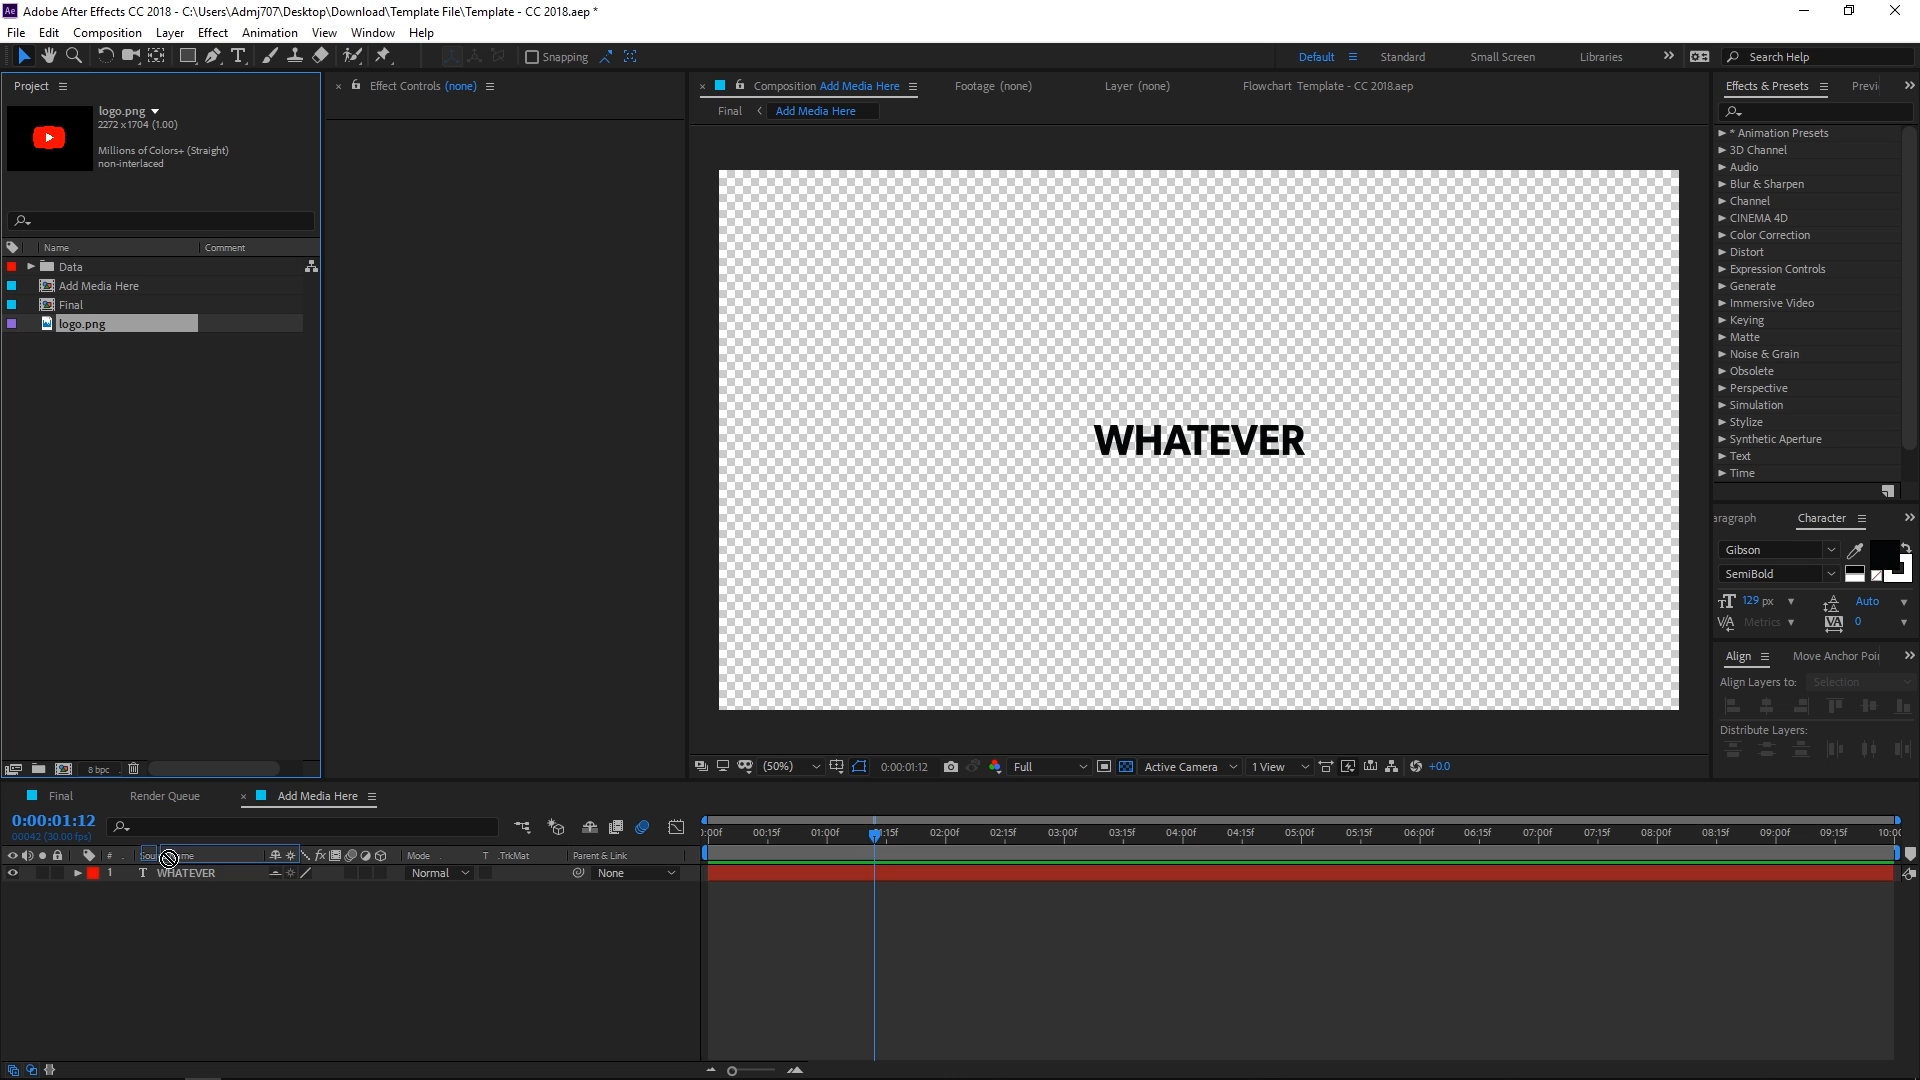 Adobe After Effects CC 2018 - C:\Users\Admj707\Desktop\Download\Template File\Template - CC 2018.aep *
File Edit Composition Layer Effect Animation View Window Help
Snapping
Default Standard Small Screen Libraries Search Help
Project
Effect Controls (none)
Composition Add Media Here Footage (none) Layer (none) Flowchart Template - CC 2018.aep
Effects & Presets
Final < Add Media Here
logo.png
2272 x 1704 (1.00)
Millions of Colors+ (Straight)
non-interlaced
Name Comment
Data
Add Media Here
Final
logo.png
8 bpc
WHATEVER
(50%) 0:00:01:12 Full Active Camera 1 View +0.0
* Animation Presets
3D Channel
Audio
Blur & Sharpen
Channel
CINEMA 4D
Color Correction
Distort
Expression Controls
Generate
Immersive Video
Keying
Matte
Noise & Grain
Obsolete
Perspective
Simulation
Stylize
Synthetic Aperture
Text
Time
aragraph Character
Gibson
SemiBold
129 px Auto
Metrics 0
Align Move Anchor Poi
Align Layers to: Selection
Distribute Layers:
Final Render Queue Add Media Here
0:00:01:12
00042 (30.00 fps)
00:15f 01:00f 02:00f 02:15f 03:00f 03:15f 04:00f 04:15f 05:00f 05:15f 06:00f 06:15f 07:00f 07:15f 08:00f 08:15f 09:00f 09:15f
# fx Mode T .TrkMat Parent & Link
1 T WHATEVER Normal None